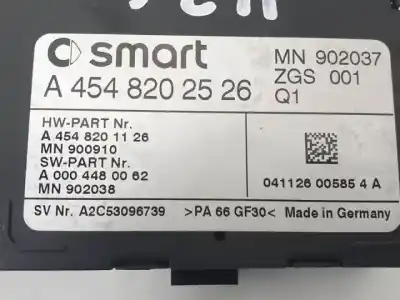 smart
MN 902037
A 454 820 25 26
ZGS 001
Q1
HW-PART Nr.
A 454 820 11 26
MN 900910
SW-PART Nr.
A 000 448 00 62
MN 902038
041126 00585 4 A
SV Nr. A2C53096739 >PA 66 GF30< Made in Germany